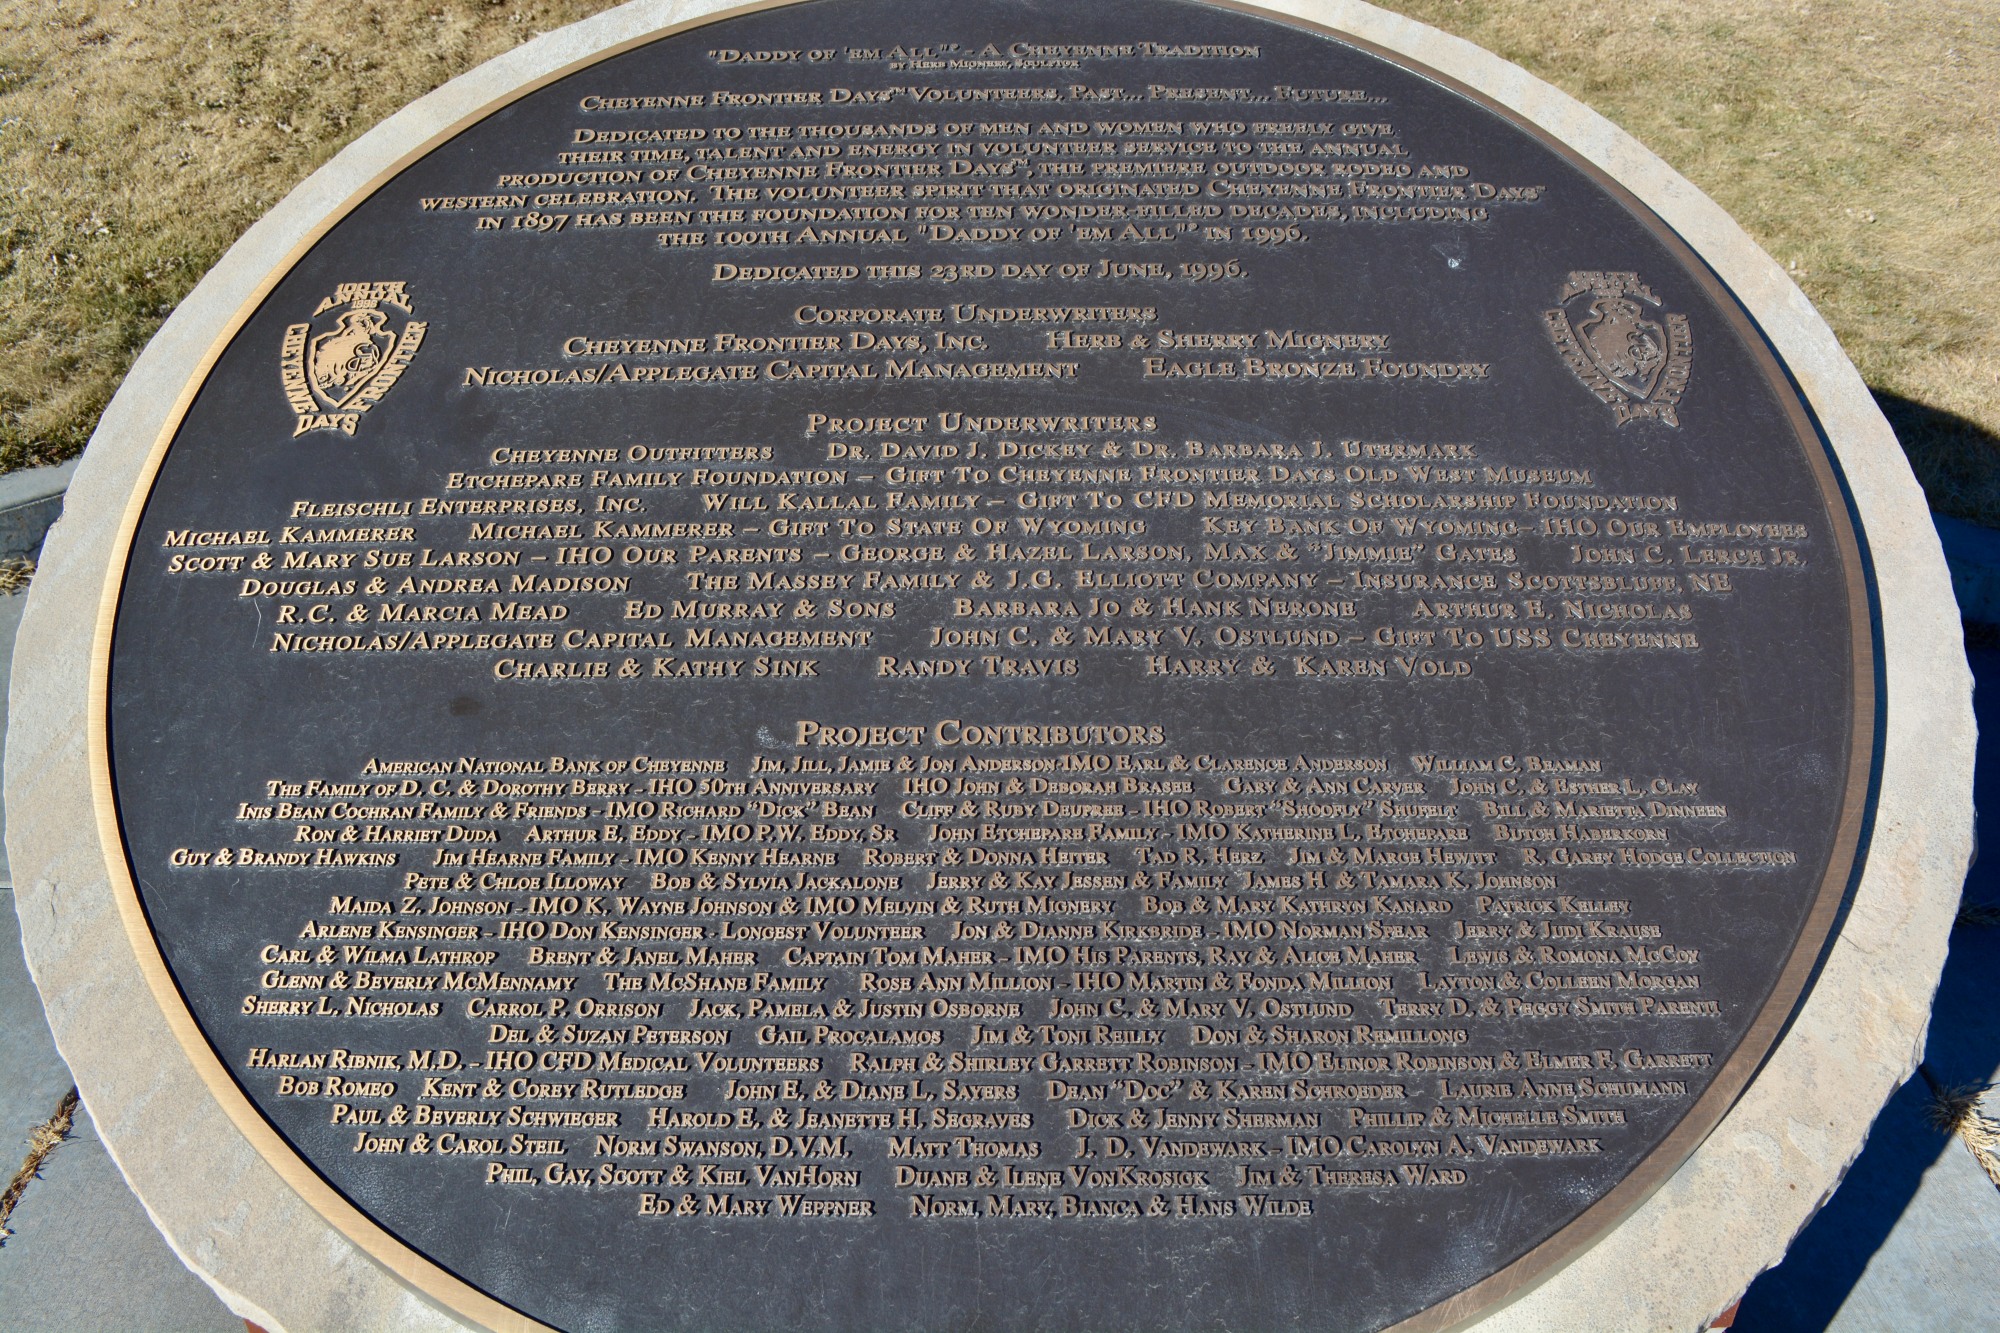 "Daddy of 'em All"® - A Cheyenne Tradition
by Herb Mignery, Sculptor
Cheyenne Frontier Days™ Volunteers, Past... Present... Future...
Dedicated to the thousands of men and women who freely give
their time, talent and energy in volunteer service to the annual
production of Cheyenne Frontier Days™, the premiere outdoor rodeo and
western celebration. The volunteer spirit that originated Cheyenne Frontier Days™
in 1897 has been the foundation for ten wonder-filled decades, including
the 100th Annual "Daddy of 'em All"® in 1996.
Dedicated this 23rd day of June, 1996.
100th Annual 1996 Cheyenne Frontier Days
100th Annual 1996 Cheyenne Frontier Days
Corporate Underwriters
Cheyenne Frontier Days, Inc. Herb & Sherry Mignery
Nicholas/Applegate Capital Management Eagle Bronze Foundry
Project Underwriters
Cheyenne Outfitters Dr. David J. Dickey & Dr. Barbara J. Utermark
Etchepare Family Foundation – Gift To Cheyenne Frontier Days Old West Museum
Fleischli Enterprises, Inc. Will Kallal Family – Gift To CFD Memorial Scholarship Foundation
Michael Kammerer Michael Kammerer – Gift To State Of Wyoming Key Bank Of Wyoming – IHO Our Employees
Scott & Mary Sue Larson – IHO Our Parents – George & Hazel Larson, Max & "Jimmie" Gates John C. Lerch Jr.
Douglas & Andrea Madison The Massey Family & J.G. Elliott Company – Insurance Scottsbluff, NE
R.C. & Marcia Mead Ed Murray & Sons Barbara Jo & Hank Nerone Arthur E. Nicholas
Nicholas/Applegate Capital Management John C. & Mary V. Ostlund – Gift To USS Cheyenne
Charlie & Kathy Sink Randy Travis Harry & Karen Vold
Project Contributors
American National Bank of Cheyenne Jim, Jill, Jamie & Jon Anderson-IMO Earl & Clarence Anderson William C. Beaman
The Family of D. C. & Dorothy Berry - IHO 50th Anniversary IHO John & Deborah Brasee Gary & Ann Carver John C. & Esther L. Clay
Inis Bean Cochran Family & Friends - IMO Richard "Dick" Bean Cliff & Ruby Deupree - IHO Robert "Shoofly" Shufelt Bill & Marietta Dinneen
Ron & Harriet Duda Arthur E. Eddy - IMO P.W. Eddy, Sr John Etchepare Family - IMO Katherine L. Etchepare Butch Haberkorn
Guy & Brandy Hawkins Jim Hearne Family - IMO Kenny Hearne Robert & Donna Heiter Tad R. Herz Jim & Marge Hewitt R. Garey Hodge Collection
Pete & Chloe Illoway Bob & Sylvia Jackalone Jerry & Kay Jessen & Family James H & Tamara K. Johnson
Maida Z. Johnson - IMO K. Wayne Johnson & IMO Melvin & Ruth Mignery Bob & Mary Kathryn Kanard Patrick Kelley
Arlene Kensinger - IHO Don Kensinger - Longest Volunteer Jon & Dianne Kirkbride - IMO Norman Spear Jerry & Judi Krause
Carl & Wilma Lathrop Brent & Janel Maher Captain Tom Maher - IMO His Parents, Ray & Alice Maher Lewis & Romona McCoy
Glenn & Beverly McMennamy The McShane Family Rose Ann Million - IHO Martin & Fonda Million Layton & Colleen Morgan
Sherry L. Nicholas Carrol P. Orrison Jack, Pamela, & Justin Osborne John C. & Mary V. Ostlund Terry D. & Peggy Smith Parenti
Del & Suzan Peterson Gail Procalamos Jim & Toni Reilly Don & Sharon Remillong
Harlan Ribnik, M.D. - IHO CFD Medical Volunteers Ralph & Shirley Garrett Robinson - IMO Elinor Robinson & Elmer F. Garrett
Bob Romeo Kent & Corey Rutledge John E. & Diane L. Sayers Dean "Doc" & Karen Schroeder Laurie Anne Schumann
Paul & Beverly Schwieger Harold E. & Jeanette H. Segraves Dick & Jenny Sherman Phillip & Michelle Smith
John & Carol Steil Norm Swanson, D.V.M. Matt Thomas J. D. Vandewark - IMO Carolyn A. Vandewark
Phil, Gay, Scott & Kiel VanHorn Duane & Ilene VonKrosigk Jim & Theresa Ward
Ed & Mary Weppner Norm, Mary, Bianca & Hans Wilde